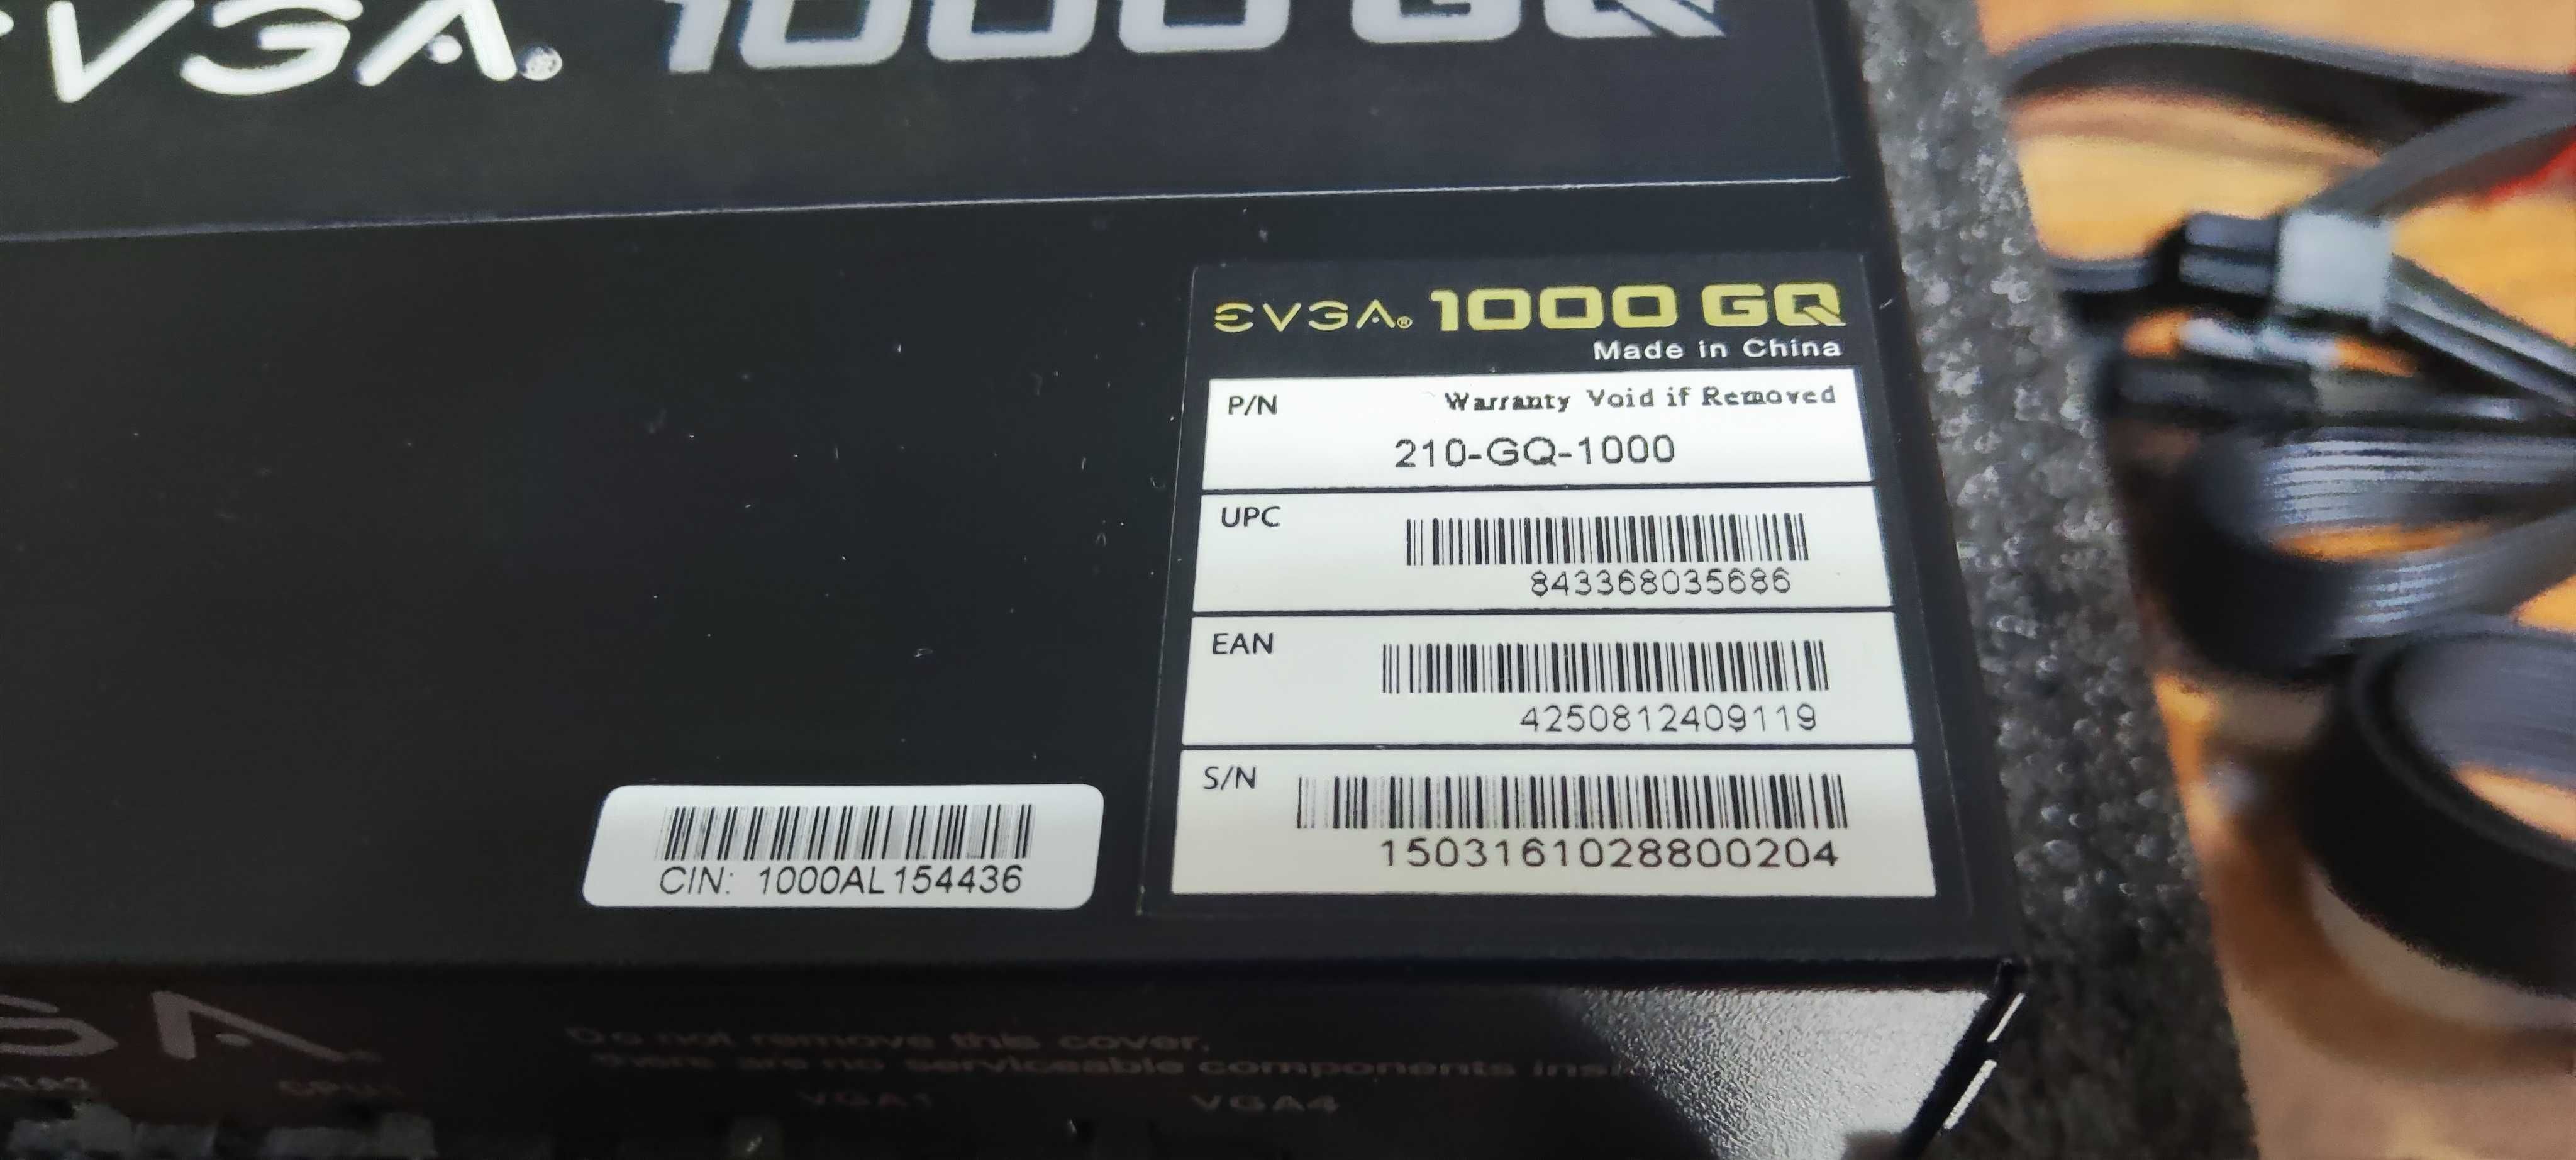 EVGA® 1000 GQ
EVGA® 1000 GQ
Made in China
P/N Warranty Void if Removed
210-GQ-1000
UPC
843368035686
EAN
4250812409119
S/N
1503161028800204
CIN: 1000AL154436
Do not remove this cover,
there are no serviceable components
VGA1 VGA4